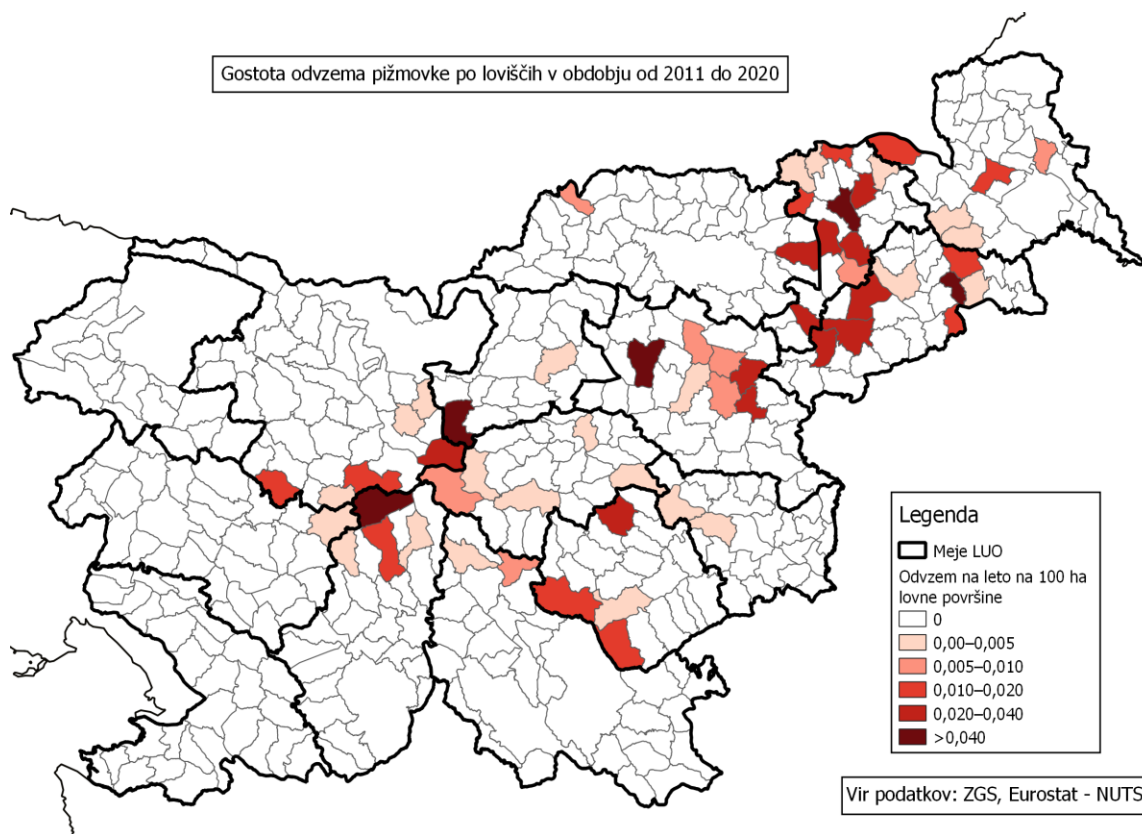 Gostota odvzema pižmovke po loviščih v obdobju od 2011 do 2020
Legenda
Meje LUO
Odvzem na leto na 100 ha
lovne površine
0
0,00–0,005
0,005–0,010
0,010–0,020
0,020–0,040
>0,040
Vir podatkov: ZGS, Eurostat - NUTS